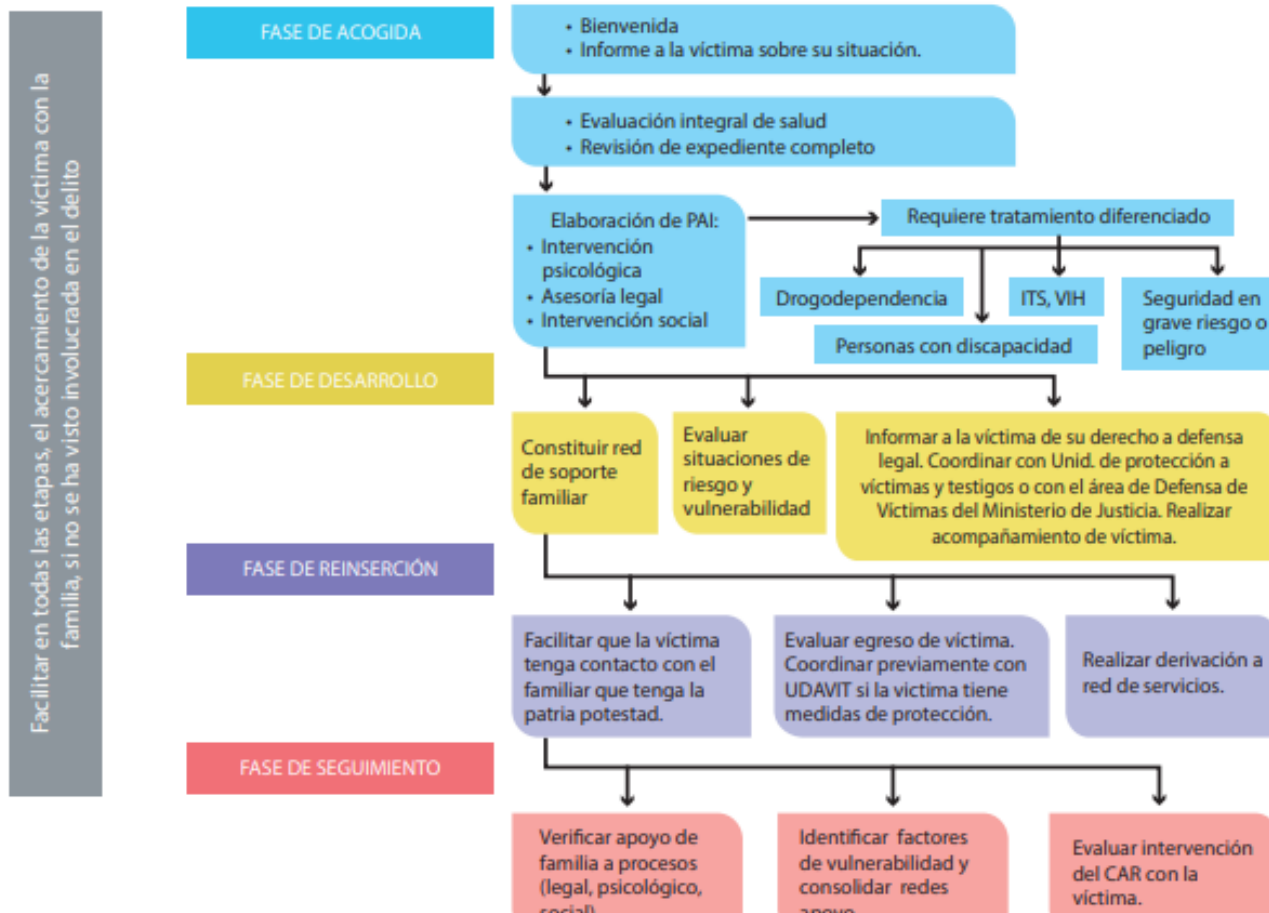 Facilitar en todas las etapas, el acercamiento de la víctima con la
familia, si no se ha visto involucrada en el delito
FASE DE ACOGIDA
• Bienvenida
• Informe a la víctima sobre su situación.
• Evaluación integral de salud
• Revisión de expediente completo
Elaboración de PAI:
• Intervención
psicológica
• Asesoría legal
• Intervención social
Requiere tratamiento diferenciado
Drogodependencia
ITS, VIH
Seguridad en
grave riesgo o
peligro
Personas con discapacidad
FASE DE DESARROLLO
Constituir red
de soporte
familiar
Evaluar
situaciones de
riesgo y
vulnerabilidad
Informar a la víctima de su derecho a defensa
legal. Coordinar con Unid. de protección a
víctimas y testigos o con el área de Defensa de
Víctimas del Ministerio de Justicia. Realizar
acompañamiento de víctima.
FASE DE REINSERCIÓN
Facilitar que la víctima
tenga contacto con el
familiar que tenga la
patria potestad.
Evaluar egreso de víctima.
Coordinar previamente con
UDAVIT si la victima tiene
medidas de protección.
Realizar derivación a
red de servicios.
FASE DE SEGUIMIENTO
Verificar apoyo de
familia a procesos
(legal, psicológico,
social)
Identificar factores
de vulnerabilidad y
consolidar redes
apoyo
Evaluar intervención
del CAR con la
víctima.